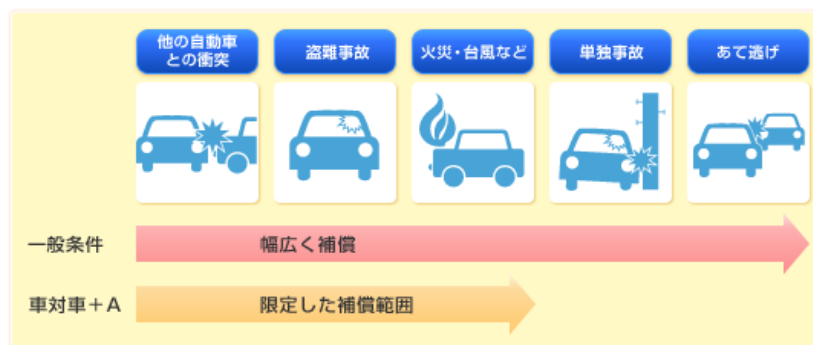 他の自動車
との衝突
盗難事故
火災・台風など
単独事故
あて逃げ
一般条件
幅広く補償
車対車＋A
限定した補償範囲